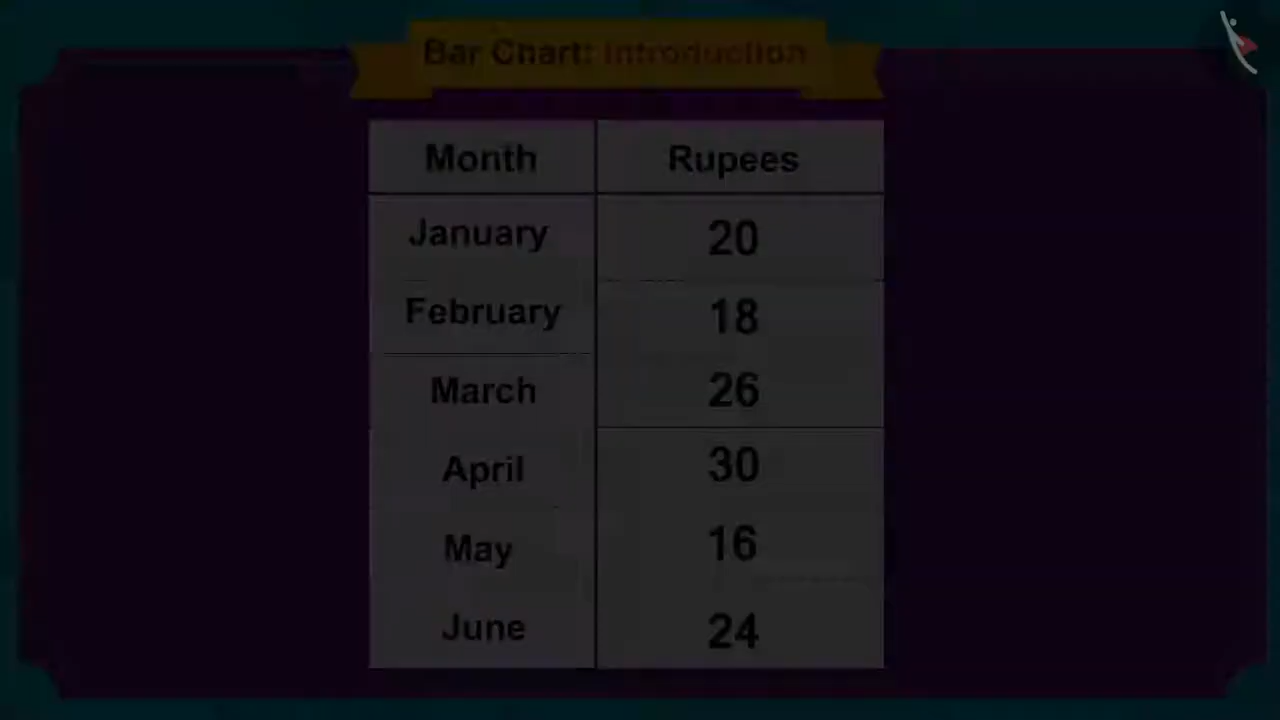 Bar Chart: Introduction
Month Rupees
January 20
February 18
March 26
April 30
May 16
June 24